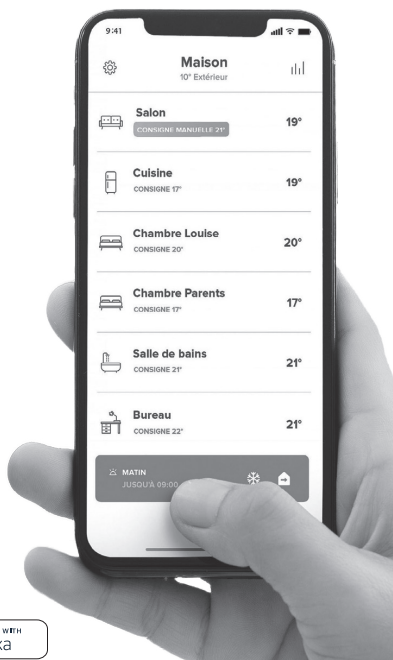 9:41
Maison
10° Extérieur
Salon
CONSIGNE MANUELLE 21°
19°
Cuisine
CONSIGNE 17°
19°
Chambre Louise
CONSIGNE 20°
20°
Chambre Parents
CONSIGNE 17°
17°
Salle de bains
CONSIGNE 21°
21°
Bureau
CONSIGNE 22°
21°
MATIN
JUSQU'À 09:00
WITH